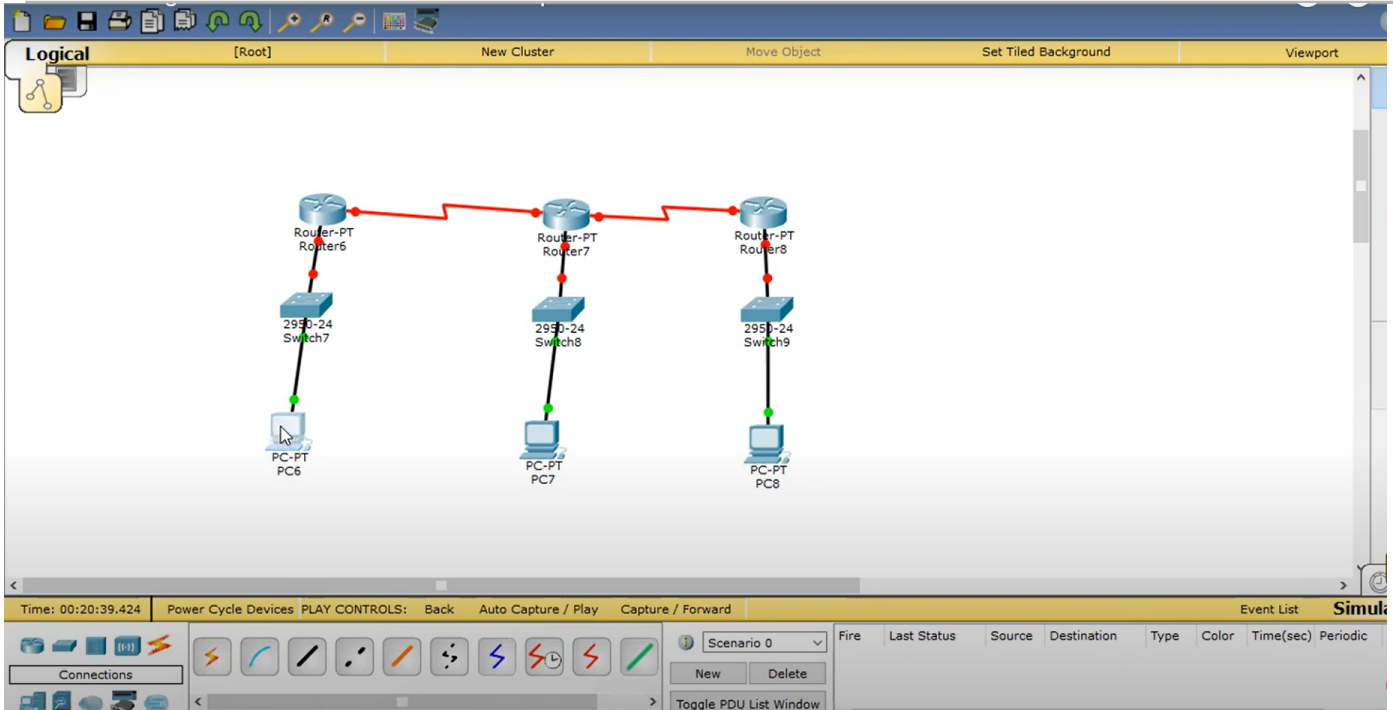 Logical
[Root]
New Cluster
Move Object
Set Tiled Background
Viewport
Router-PT
Router6
Router-PT
Router7
Router-PT
Router8
2950-24
Switch7
2950-24
Switch8
2950-24
Switch9
PC-PT
PC6
PC-PT
PC7
PC-PT
PC8
Time: 00:20:39.424
Power Cycle Devices PLAY CONTROLS: Back Auto Capture / Play Capture / Forward
Event List
Simula
Connections
Scenario 0
New
Delete
Toggle PDU List Window
Fire Last Status Source Destination Type Color Time(sec) Periodic